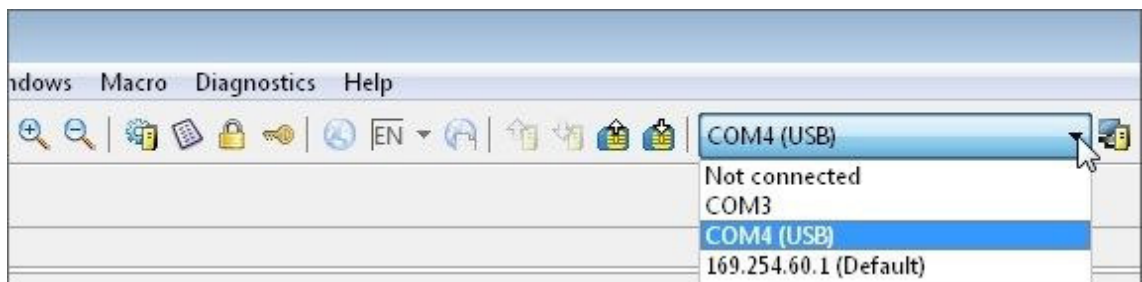 ndows Macro Diagnostics Help
EN COM4 (USB)
Not connected
COM3
COM4 (USB)
169.254.60.1 (Default)